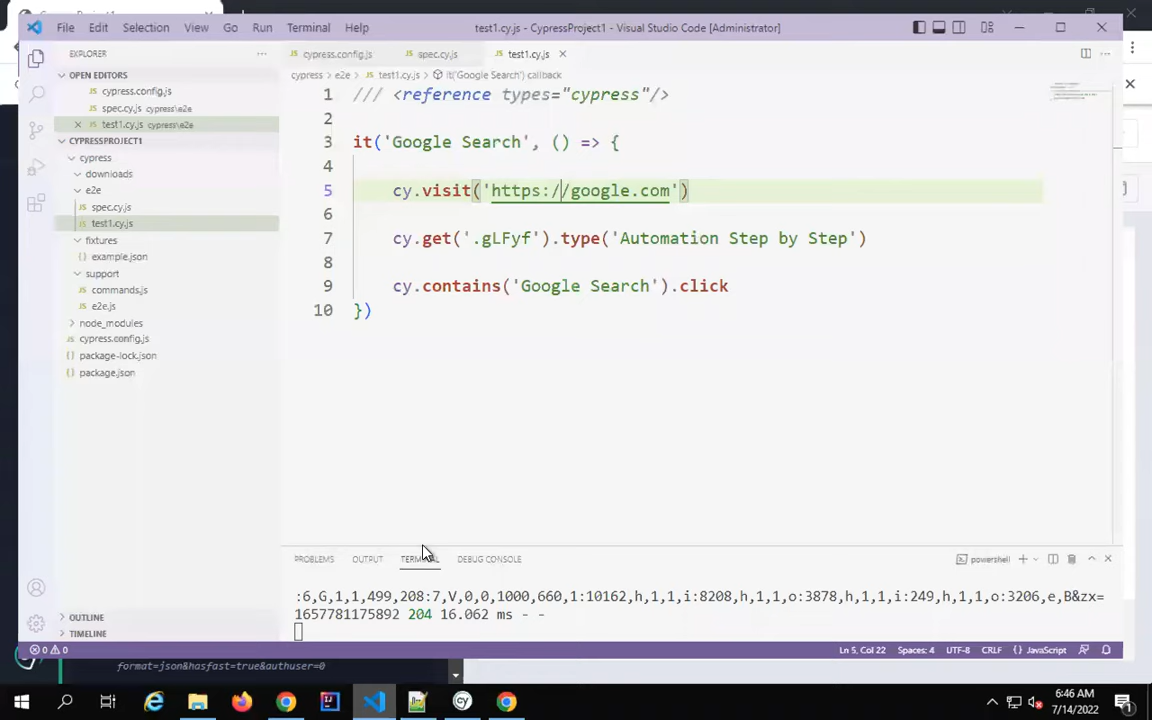 File Edit Selection View Go Run Terminal Help
test1.cy.js - CypressProject1 - Visual Studio Code [Administrator]
EXPLORER
OPEN EDITORS
cypress.config.js
spec.cy.js cypress\e2e
test1.cy.js cypress\e2e
CYPRESSPROJECT1
cypress
downloads
e2e
spec.cy.js
test1.cy.js
fixtures
example.json
support
commands.js
e2e.js
node_modules
cypress.config.js
package-lock.json
package.json
OUTLINE
TIMELINE
cypress.config.js spec.cy.js test1.cy.js
cypress > e2e > test1.cy.js > it('Google Search') callback
1 /// <reference types="cypress"/>
2
3 it('Google Search', () => {
4
5 cy.visit('https://google.com')
6
7 cy.get('.gLFyf').type('Automation Step by Step')
8
9 cy.contains('Google Search').click
10 })
PROBLEMS OUTPUT TERMINAL DEBUG CONSOLE
powershell
:6,G,1,1,499,208:7,V,0,0,1000,660,1:10162,h,1,1,i:8208,h,1,1,o:3878,h,1,1,i:249,h,1,1,o:3206,e,B&zx=
1657781175892 204 16.062 ms - -
0 0 Ln 5, Col 22 Spaces: 4 UTF-8 CRLF {} JavaScript
format=json&hasfast=true&authuser=0
6:46 AM
7/14/2022